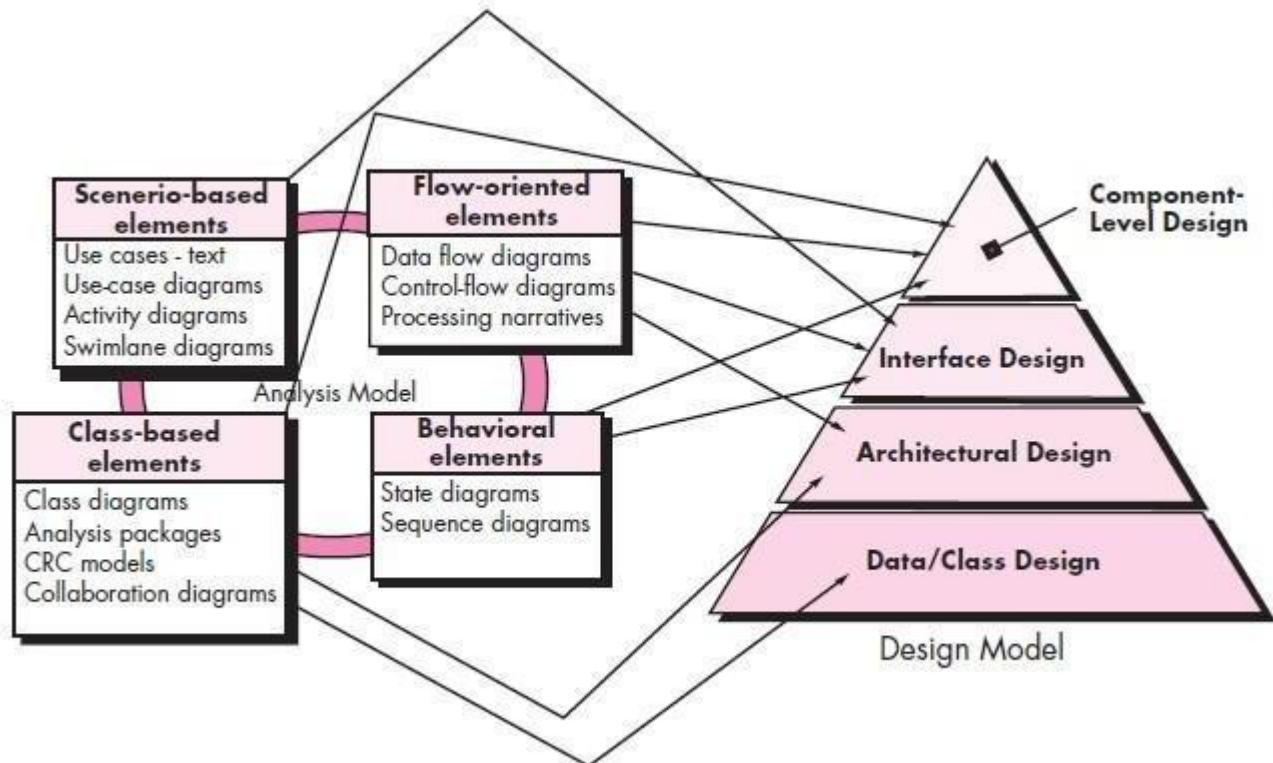 Scenerio-based
elements
Use cases - text
Use-case diagrams
Activity diagrams
Swimlane diagrams
Flow-oriented
elements
Data flow diagrams
Control-flow diagrams
Processing narratives
Analysis Model
Class-based
elements
Class diagrams
Analysis packages
CRC models
Collaboration diagrams
Behavioral
elements
State diagrams
Sequence diagrams
Component-
Level Design
Interface Design
Architectural Design
Data/Class Design
Design Model